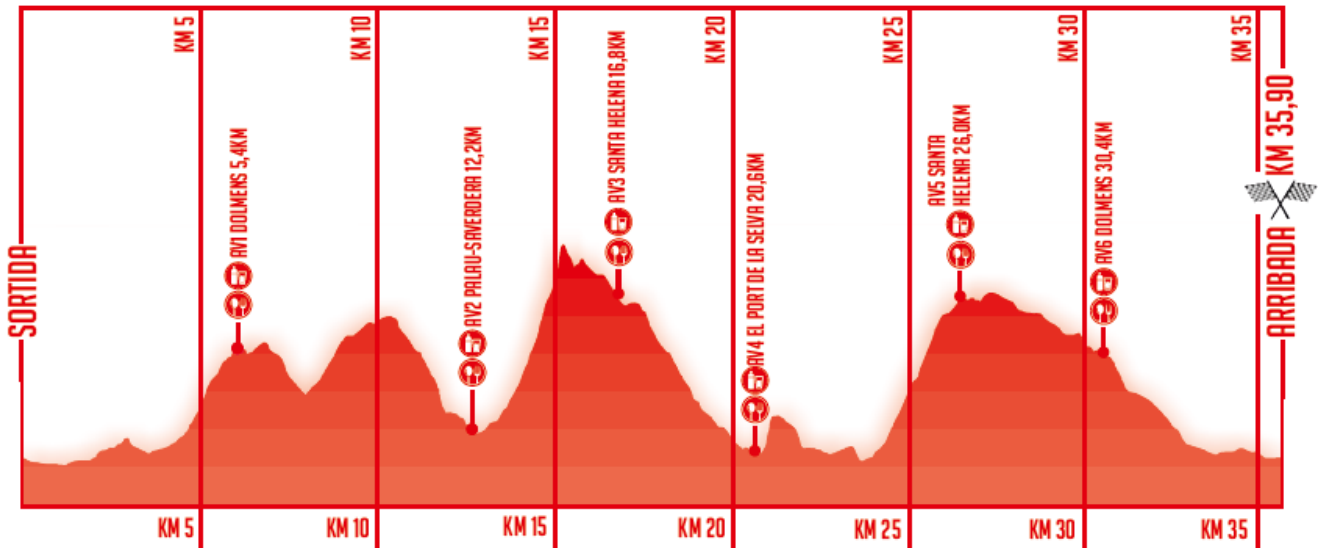 KM 5
KM 10
KM 15
KM 20
KM 25
KM 30
KM 35
SORTIDA
AV1 DOLMENS 5,4KM
AV2 PALAU-SAVERDERA 12,2KM
AV3 SANTA HELENA 16,8KM
AV4 EL PORT DE LA SELVA 20,6KM
AV5 SANTA
HELENA 26,0KM
AV6 DOLMENS 30,4KM
ARRIBADA KM 35,90
KM 5
KM 10
KM 15
KM 20
KM 25
KM 30
KM 35